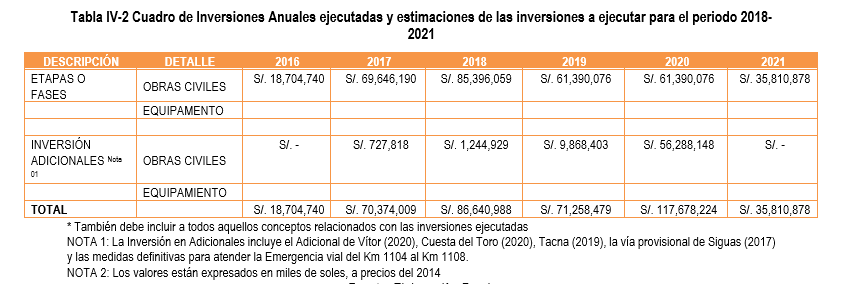 Tabla IV-2 Cuadro de Inversiones Anuales ejecutadas y estimaciones de las inversiones a ejecutar para el periodo 2018-
2021
DESCRIPCIÓN DETALLE 2016 2017 2018 2019 2020 2021
ETAPAS O FASES OBRAS CIVILES S/. 18,704,740 S/. 69,646,190 S/. 85,396,059 S/. 61,390,076 S/. 61,390,076 S/. 35,810,878
EQUIPAMENTO
INVERSIÓN ADICIONALES Nota 01 OBRAS CIVILES S/. - S/. 727,818 S/. 1,244,929 S/. 9,868,403 S/. 56,288,148 S/. -
EQUIPAMIENTO
TOTAL S/. 18,704,740 S/. 70,374,009 S/. 86,640,988 S/. 71,258,479 S/. 117,678,224 S/. 35,810,878
* También debe incluir a todos aquellos conceptos relacionados con las inversiones ejecutadas
NOTA 1: La Inversión en Adicionales incluye el Adicional de Vítor (2020), Cuesta del Toro (2020), Tacna (2019), la vía provisional de Siguas (2017)
y las medidas definitivas para atender la Emergencia vial del Km 1104 al Km 1108.
NOTA 2: Los valores están expresados en miles de soles, a precios del 2014